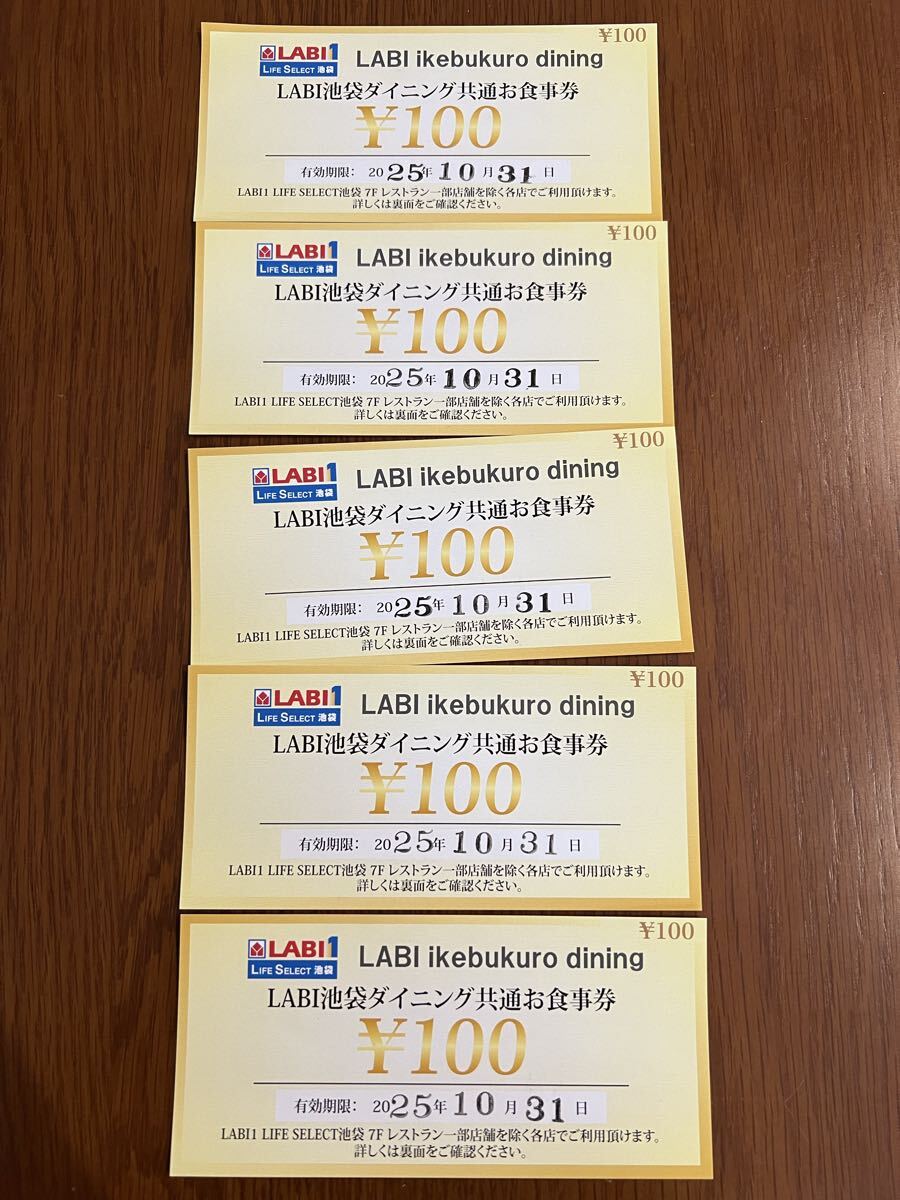 ¥100
LABI1 LABI ikebukuro dining
LIFE SELECT 池袋
LABI池袋ダイニング共通お食事券
¥100
有効期限: 2025年10月31日
LABI1 LIFE SELECT池袋 7F レストラン一部店舗を除く各店でご利用頂けます。
詳しくは裏面をご確認ください。
¥100
LABI1 LABI ikebukuro dining
LIFE SELECT 池袋
LABI池袋ダイニング共通お食事券
¥100
有効期限: 2025年10月31日
LABI1 LIFE SELECT池袋 7F レストラン一部店舗を除く各店でご利用頂けます。
詳しくは裏面をご確認ください。
¥100
LABI1 LABI ikebukuro dining
LIFE SELECT 池袋
LABI池袋ダイニング共通お食事券
¥100
有効期限: 2025年10月31日
LABI1 LIFE SELECT池袋 7F レストラン一部店舗を除く各店でご利用頂けます。
詳しくは裏面をご確認ください。
¥100
LABI1 LABI ikebukuro dining
LIFE SELECT 池袋
LABI池袋ダイニング共通お食事券
¥100
有効期限: 2025年10月31日
LABI1 LIFE SELECT池袋 7F レストラン一部店舗を除く各店でご利用頂けます。
詳しくは裏面をご確認ください。
¥100
LABI1 LABI ikebukuro dining
LIFE SELECT 池袋
LABI池袋ダイニング共通お食事券
¥100
有効期限: 2025年10月31日
LABI1 LIFE SELECT池袋 7F レストラン一部店舗を除く各店でご利用頂けます。
詳しくは裏面をご確認ください。